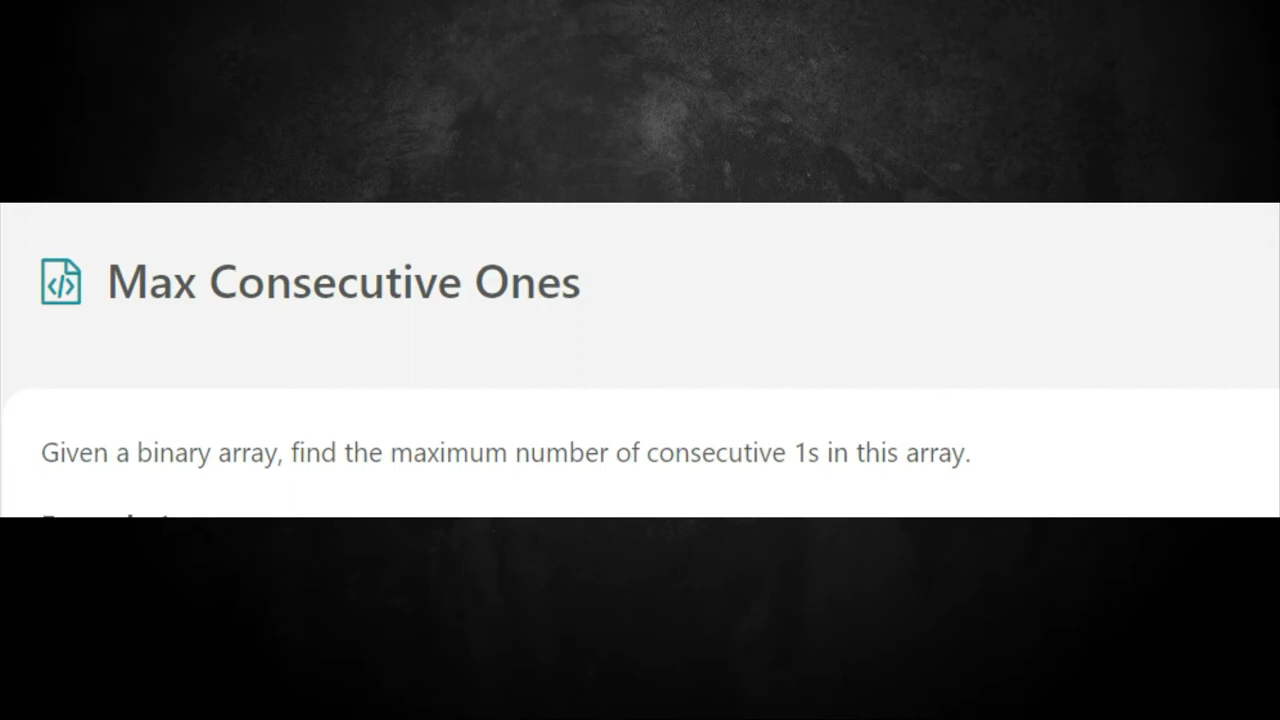 Max Consecutive Ones
Given a binary array, find the maximum number of consecutive 1s in this array.